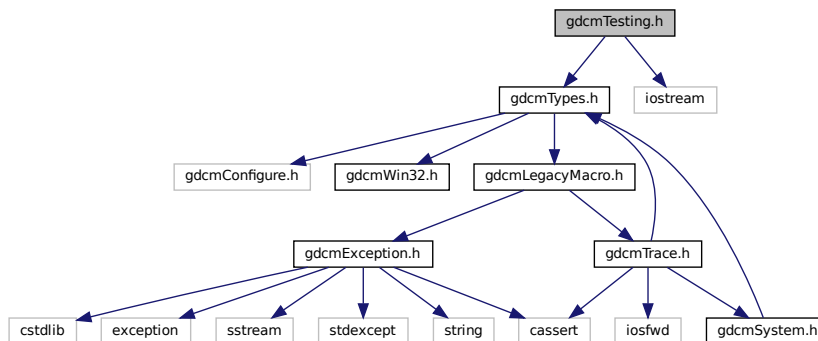 gdcmTesting.h
gdcmTypes.h
iostream
gdcmConfigure.h
gdcmWin32.h
gdcmLegacyMacro.h
gdcmException.h
gdcmTrace.h
cstdlib
exception
sstream
stdexcept
string
cassert
iosfwd
gdcmSystem.h